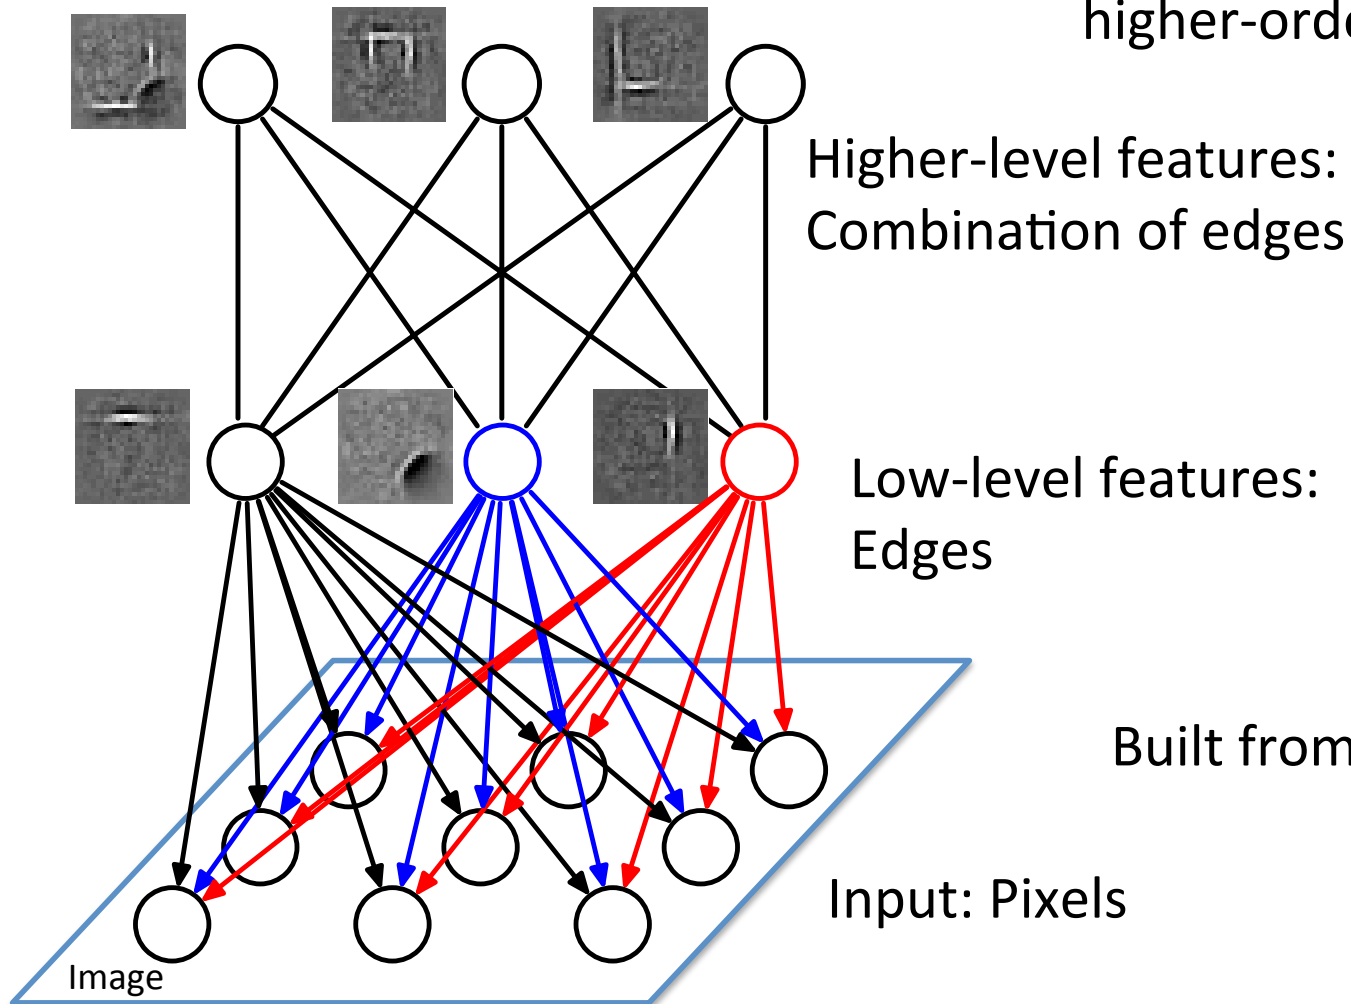 higher-orde
Higher-level features:
Combination of edges
Low-level features:
Edges
Built from
Input: Pixels
Image